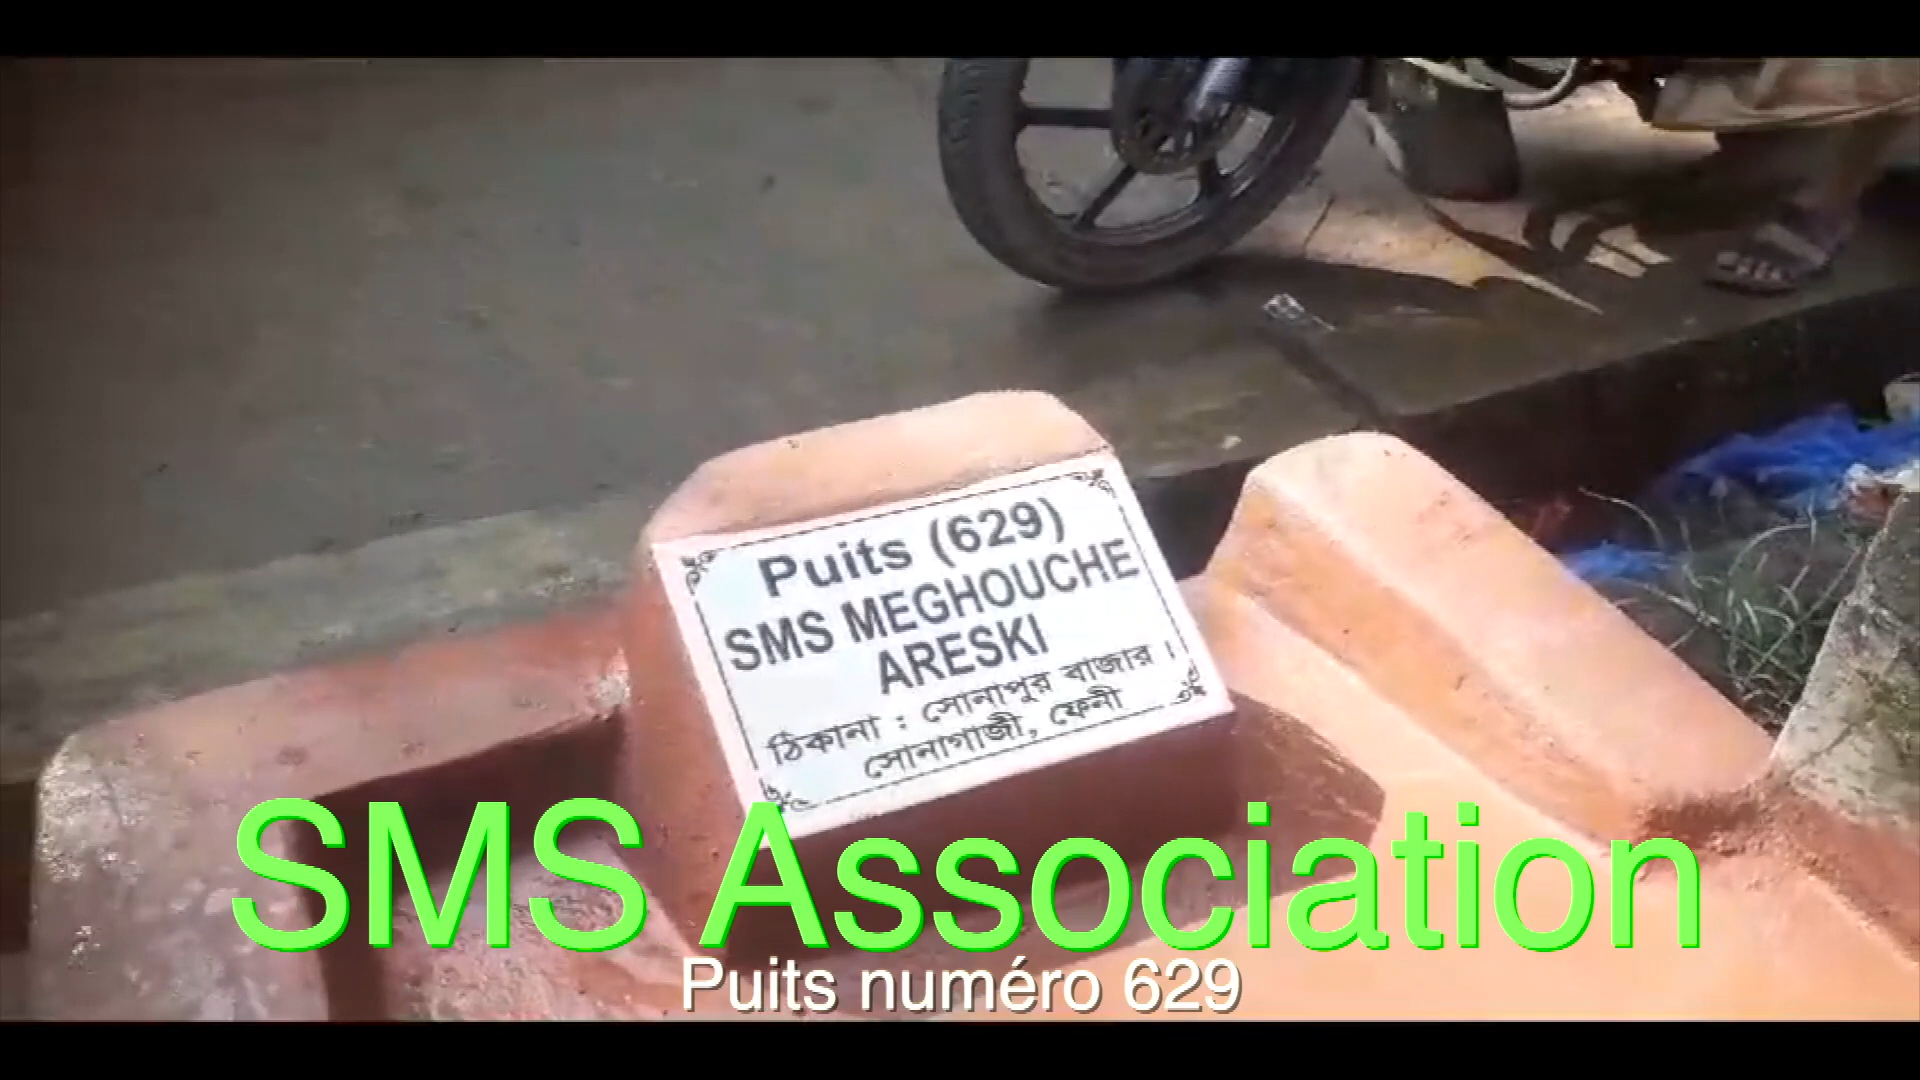 Puits (629)
SMS MEGHOUCHE
ARESKI
ঠিকানা : সোনাপুর বাজার ।
সোনাগাজী, ফেনী
SMS Association
Puits numéro 629